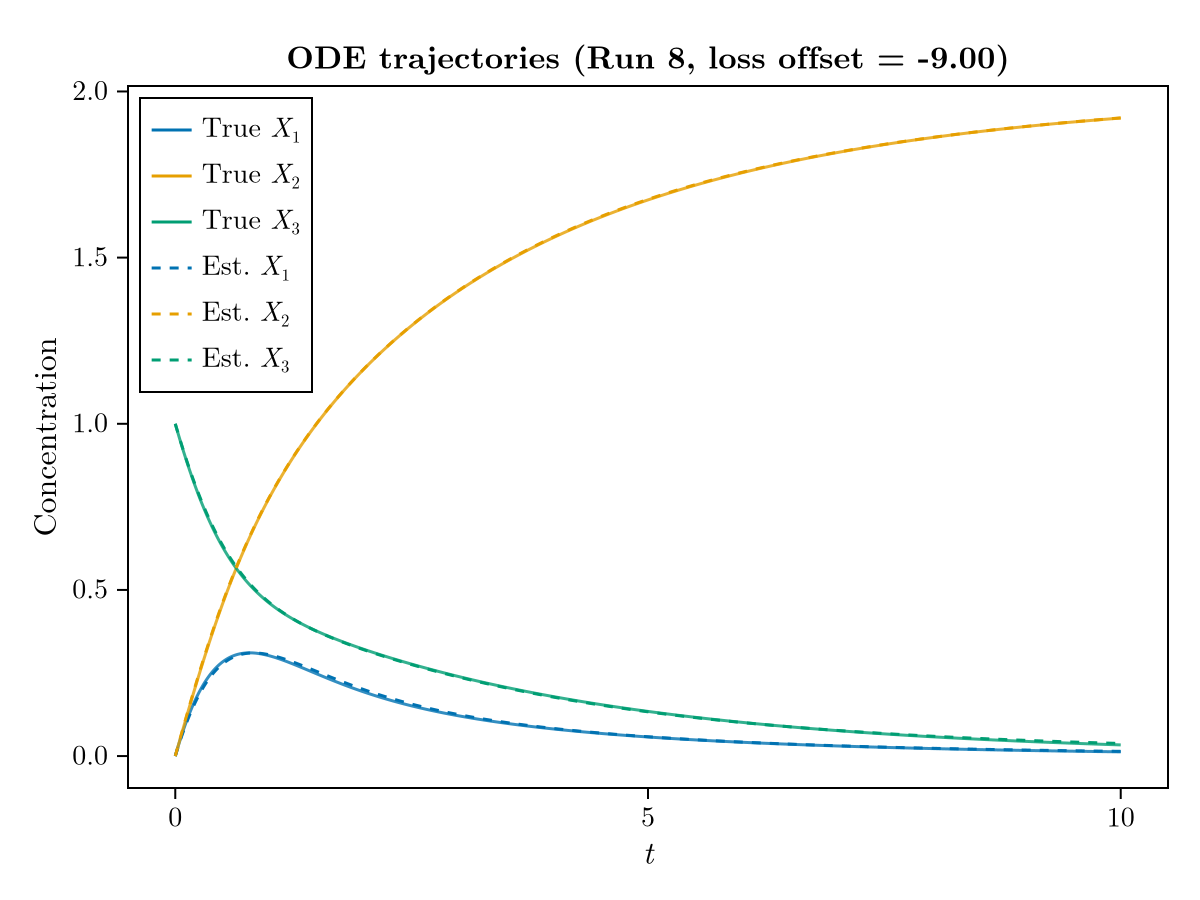 ODE trajectories (Run 8, loss offset = -9.00)
2.0
1.5
1.0
0.5
0.0
Concentration
True X₁
True X₂
True X₃
Est. X₁
Est. X₂
Est. X₃
0 5 10
t